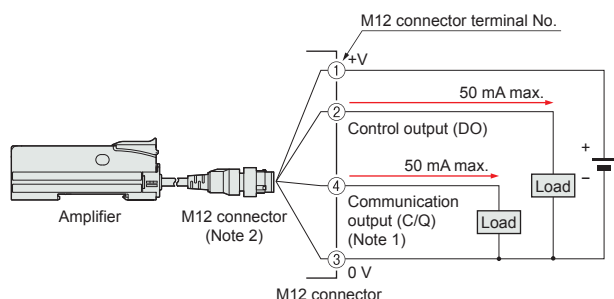 M12 connector terminal No.
1
+V
50 mA max.
2
Control output (DO)
50 mA max.
4
Communication
output (C/Q)
(Note 1)
Load
Load
+
−
3
0 V
Amplifier
M12 connector
(Note 2)
M12 connector